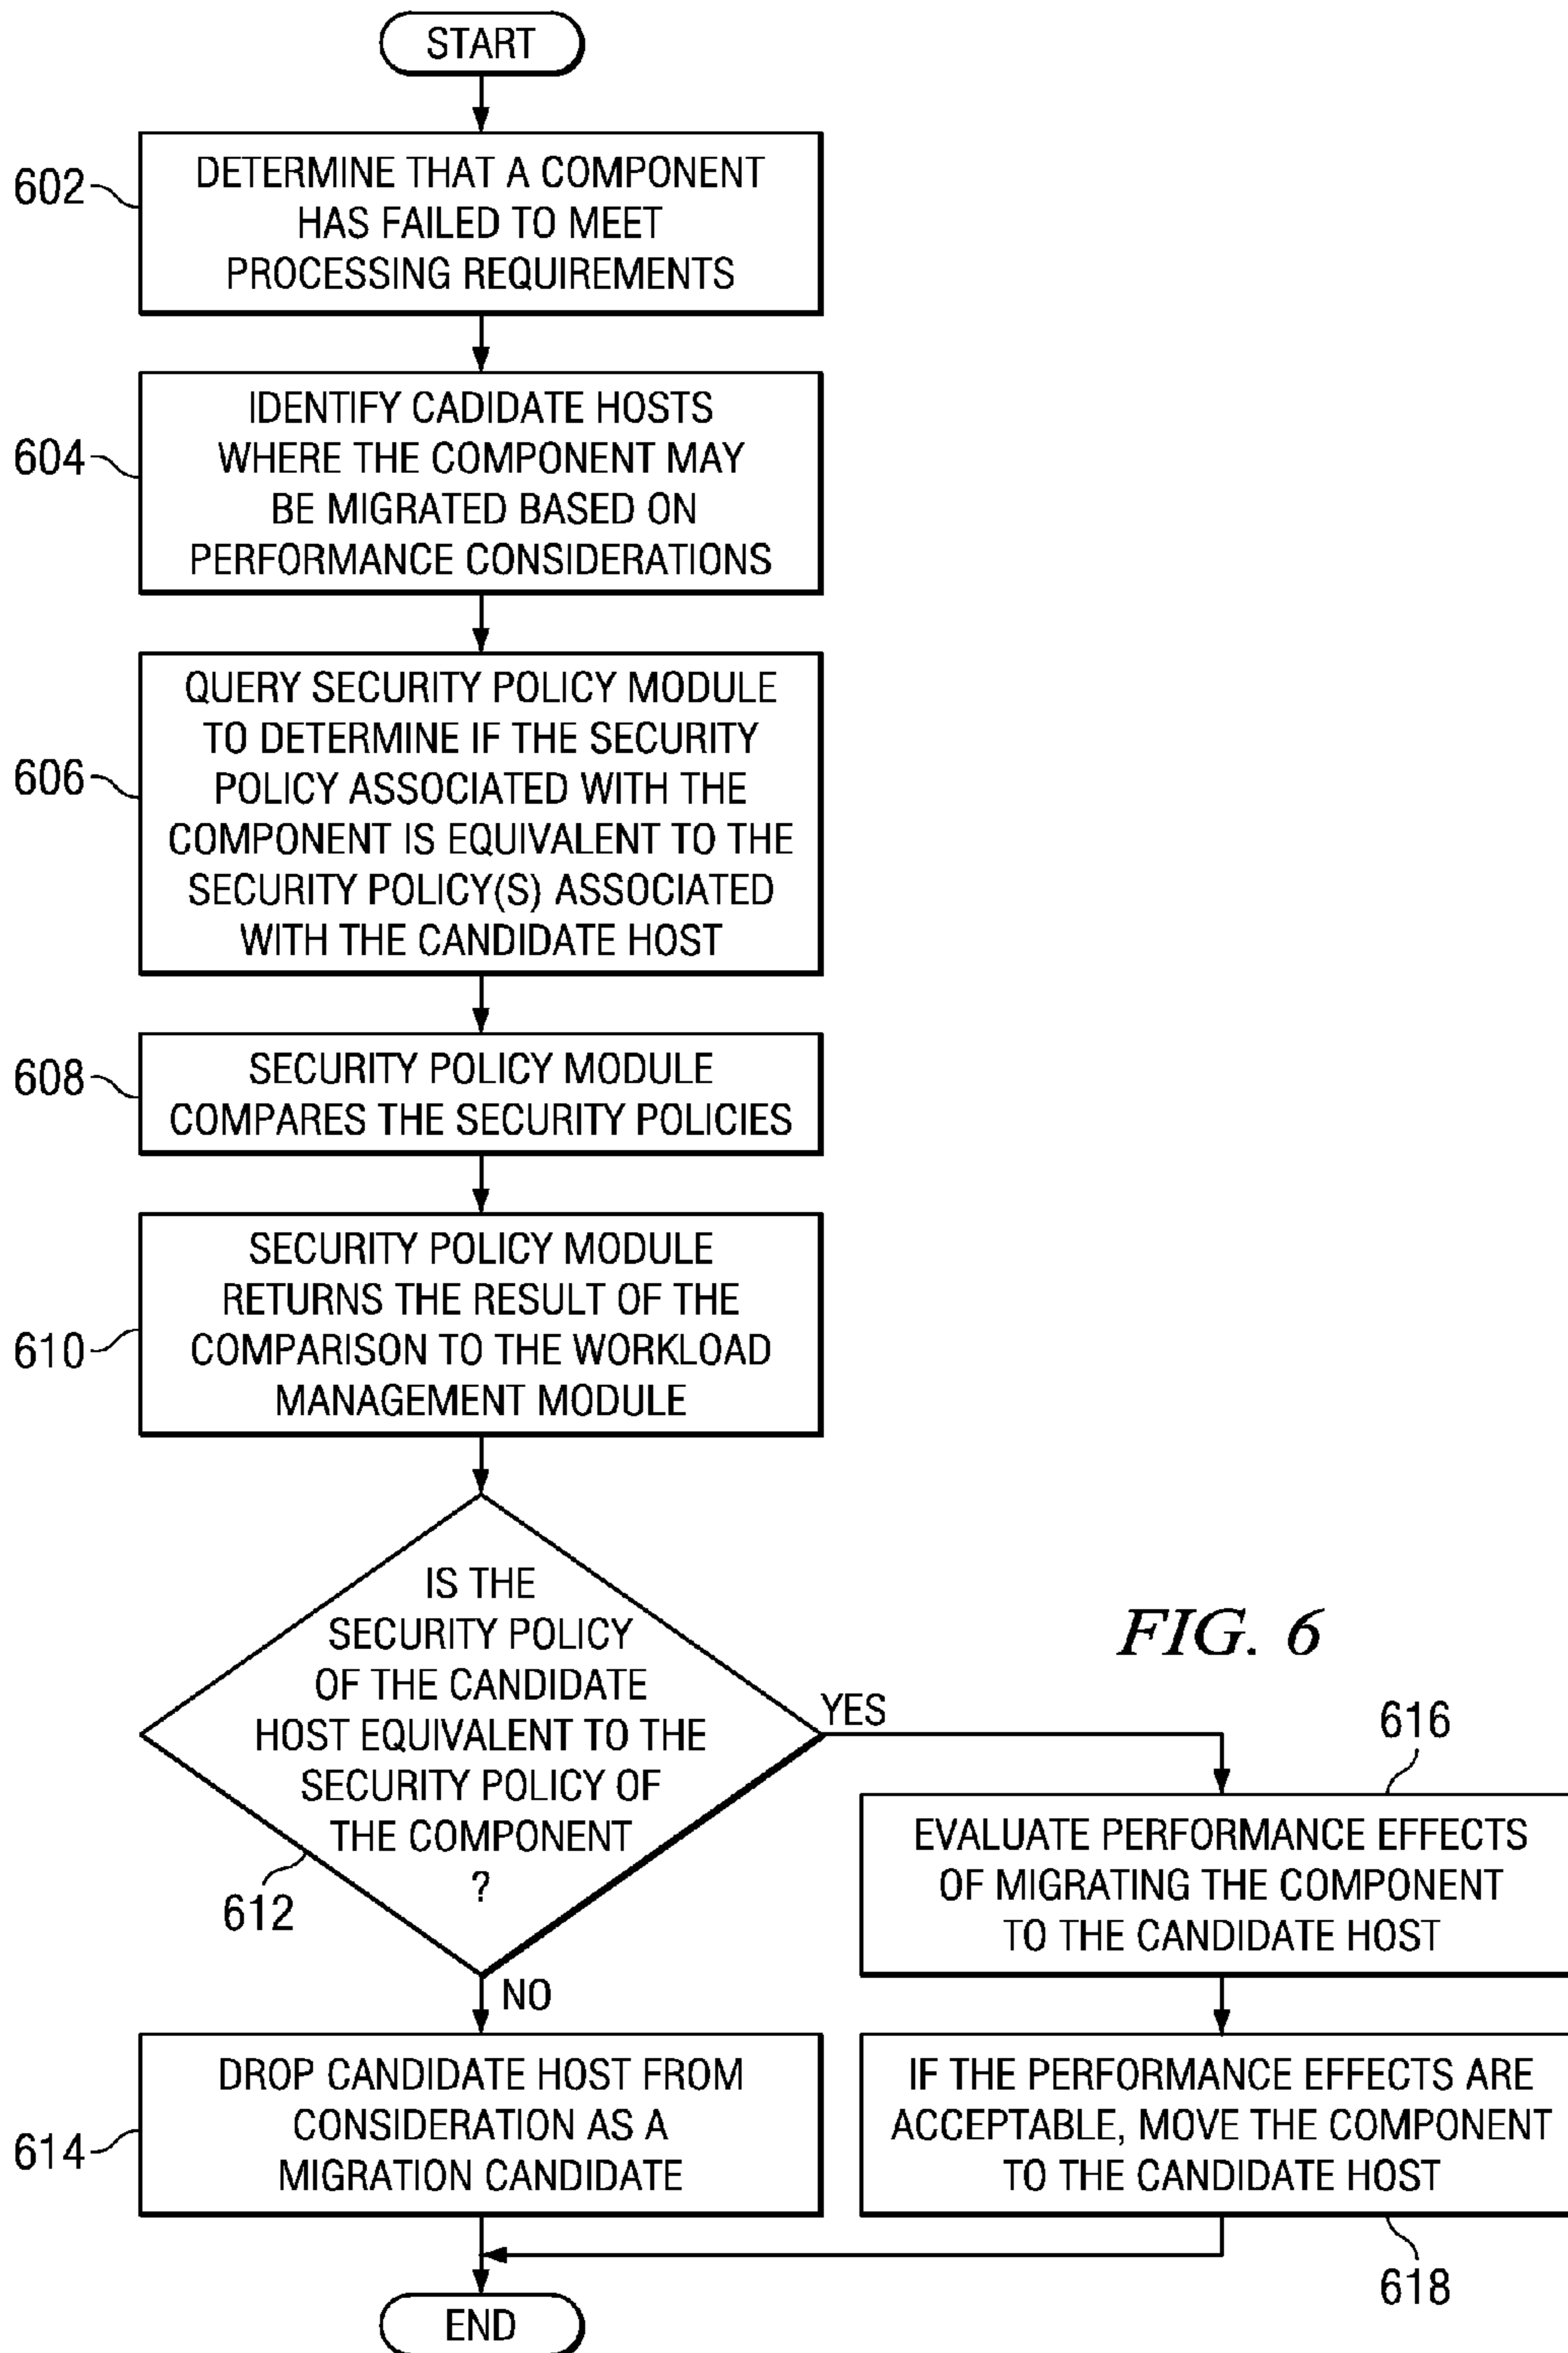 START
602
DETERMINE THAT A COMPONENT
HAS FAILED TO MEET
PROCESSING REQUIREMENTS
604
IDENTIFY CADIDATE HOSTS
WHERE THE COMPONENT MAY
BE MIGRATED BASED ON
PERFORMANCE CONSIDERATIONS
606
QUERY SECURITY POLICY MODULE
TO DETERMINE IF THE SECURITY
POLICY ASSOCIATED WITH THE
COMPONENT IS EQUIVALENT TO THE
SECURITY POLICY(S) ASSOCIATED
WITH THE CANDIDATE HOST
608
SECURITY POLICY MODULE
COMPARES THE SECURITY POLICIES
610
SECURITY POLICY MODULE
RETURNS THE RESULT OF THE
COMPARISON TO THE WORKLOAD
MANAGEMENT MODULE
IS THE
SECURITY POLICY
OF THE CANDIDATE
HOST EQUIVALENT TO THE
SECURITY POLICY OF
THE COMPONENT
?
612
YES
NO
FIG. 6
616
EVALUATE PERFORMANCE EFFECTS
OF MIGRATING THE COMPONENT
TO THE CANDIDATE HOST
614
DROP CANDIDATE HOST FROM
CONSIDERATION AS A
MIGRATION CANDIDATE
IF THE PERFORMANCE EFFECTS ARE
ACCEPTABLE, MOVE THE COMPONENT
TO THE CANDIDATE HOST
618
END